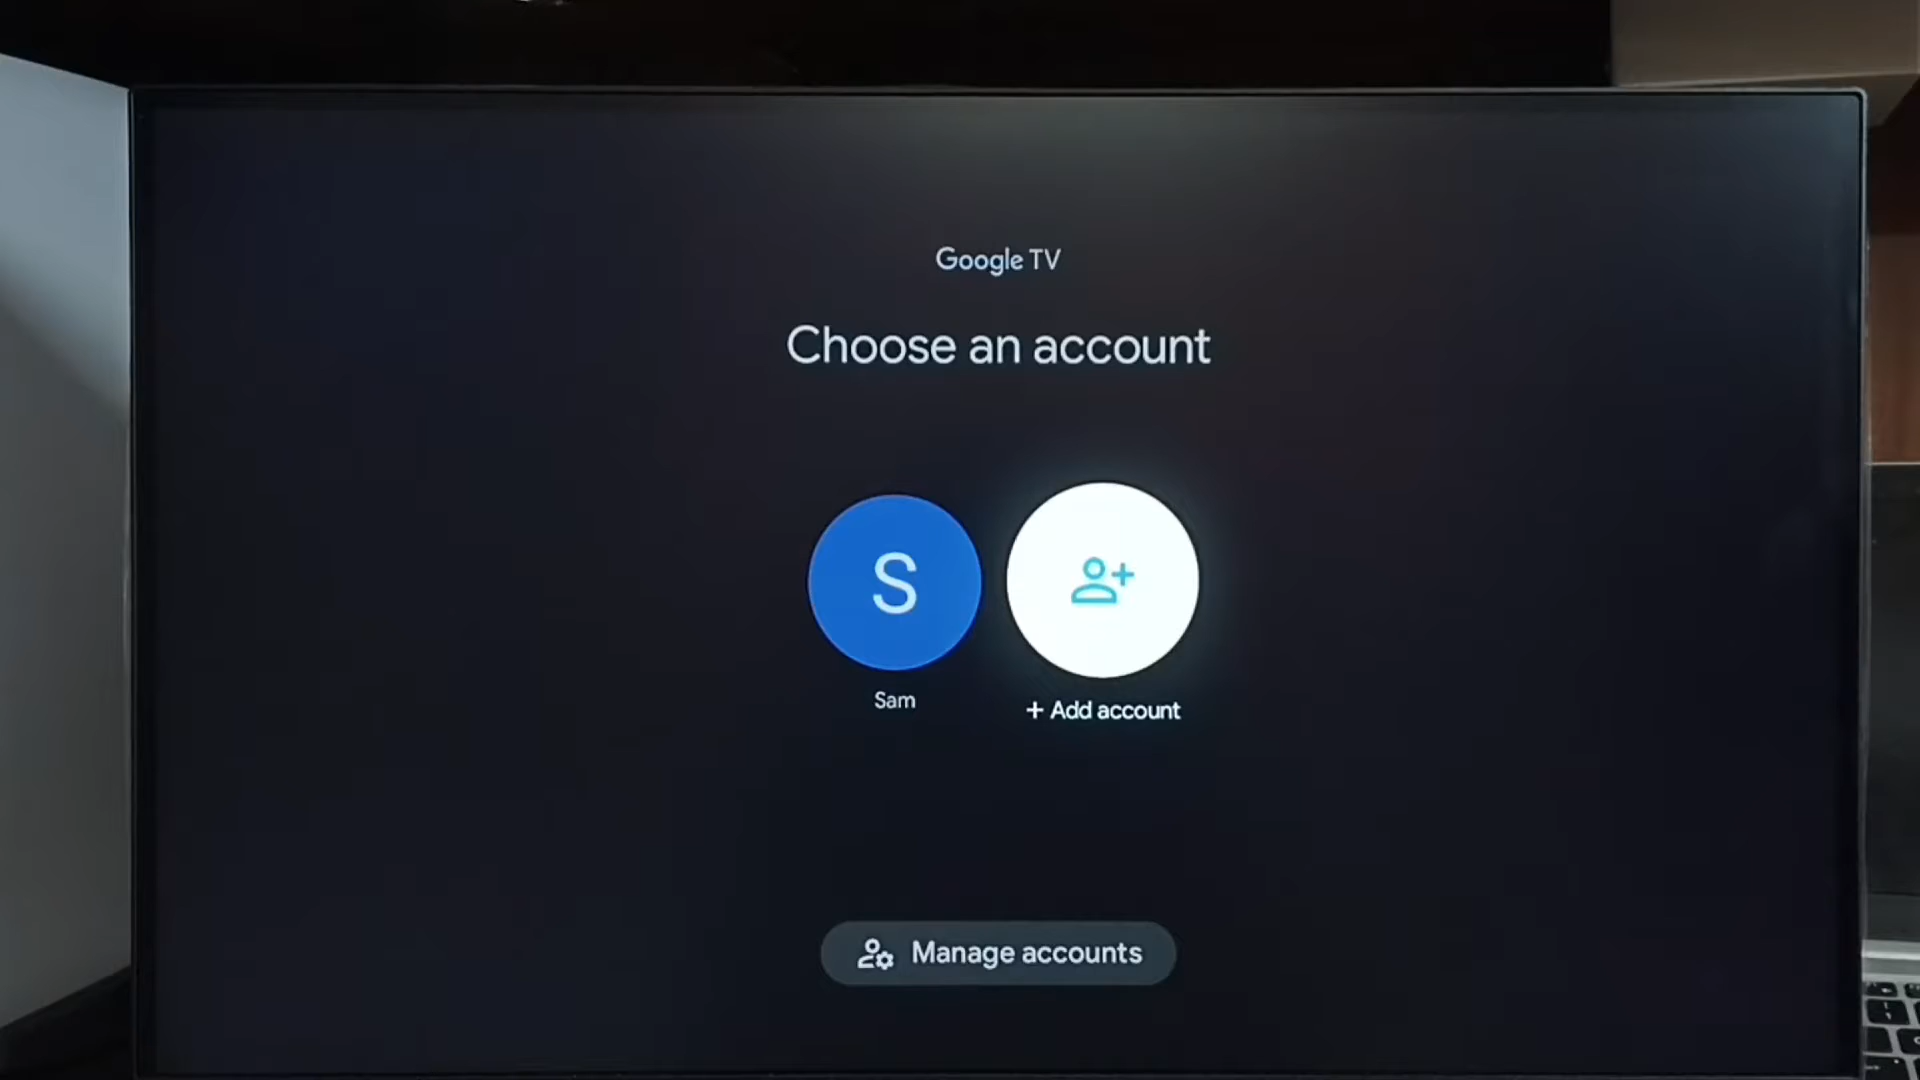 Google TV
Choose an account
S
Sam
+ Add account
Manage accounts